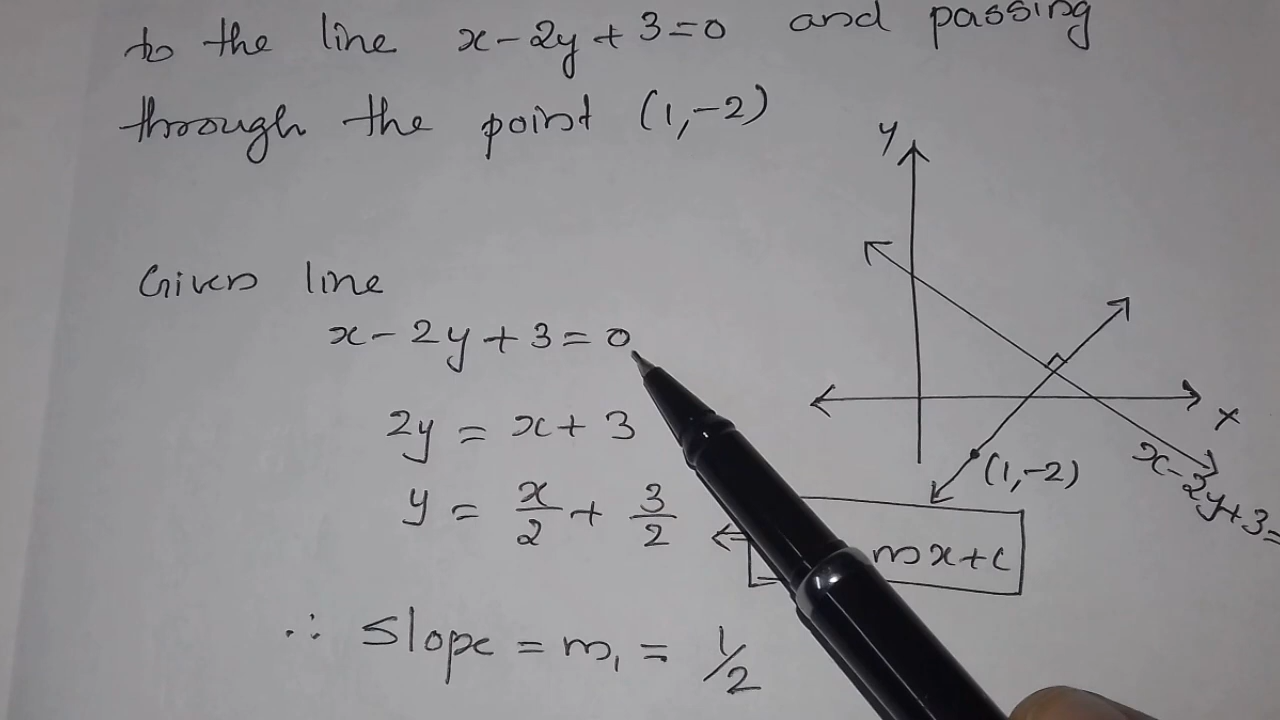 to the line x-2y+3=0 and passing
through the point (1,-2)
Given line
x-2y+3=0
2y = x+3
y = x/2 + 3/2
mx+c
∴ Slope = m₁ = 1/2
y
x
(1,-2)
x-2y+3=